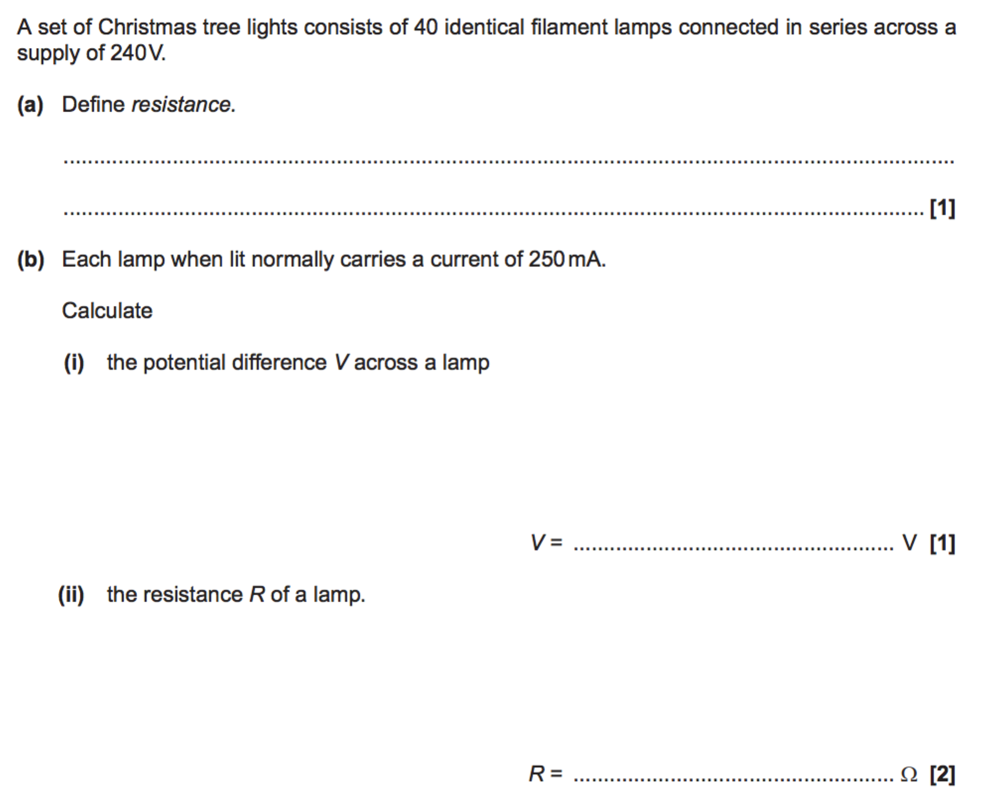 A set of Christmas tree lights consists of 40 identical filament lamps connected in series across a
supply of 240V.
(a) Define resistance.
................................................................................................................................................
........................................................................................................................................... [1]
(b) Each lamp when lit normally carries a current of 250mA.
Calculate
(i) the potential difference V across a lamp
V = .................................................... V [1]
(ii) the resistance R of a lamp.
R = .................................................... Ω [2]